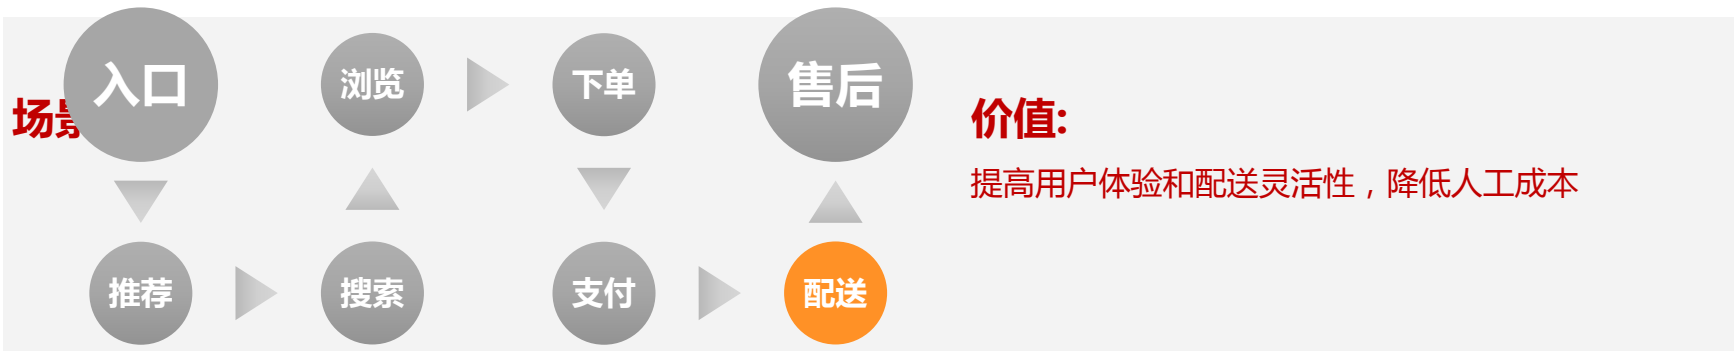 场景
入口
浏览
下单
售后
推荐
搜索
支付
配送
价值:
提高用户体验和配送灵活性，降低人工成本